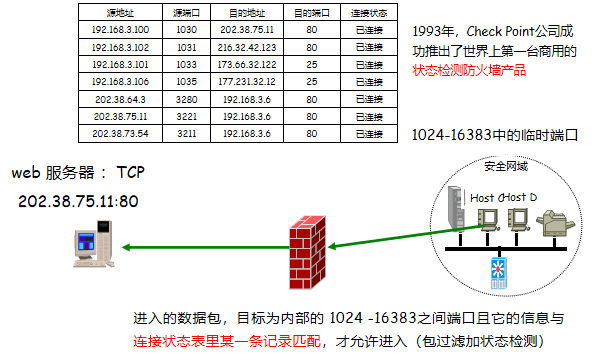 源地址 源端口 目的地址 目的端口 连接状态
192.168.3.100 1030 202.38.75.11 80 已连接
192.168.3.102 1031 216.32.42.123 80 已连接
192.168.3.101 1033 173.66.32.122 25 已连接
192.168.3.106 1035 177.231.32.12 25 已连接
202.38.64.3 3280 192.168.3.6 80 已连接
202.38.75.11 3221 192.168.3.6 80 已连接
202.38.73.54 3211 192.168.3.6 80 已连接
1993年，Check Point公司成
功推出了世界上第一台商用的
状态检测防火墙产品
1024-16383中的临时端口
web 服务器： TCP
202.38.75.11:80
安全网域
Host C Host D
进入的数据包，目标为内部的 1024 -16383之间端口且它的信息与
连接状态表里某一条记录匹配，才允许进入（包过滤加状态检测）